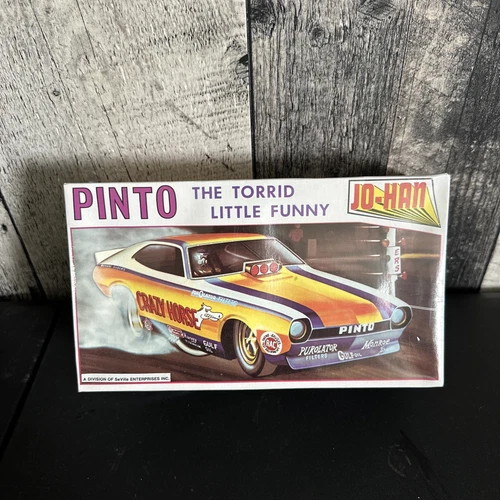 PINTO
THE TORRID
LITTLE FUNNY
JO-HAN
CRAZY HORSE
PINTO
GULF
PUROLATOR
FILTERS
GULF OIL
Monroe
A DIVISION OF SeVille ENTERPRISES INC.